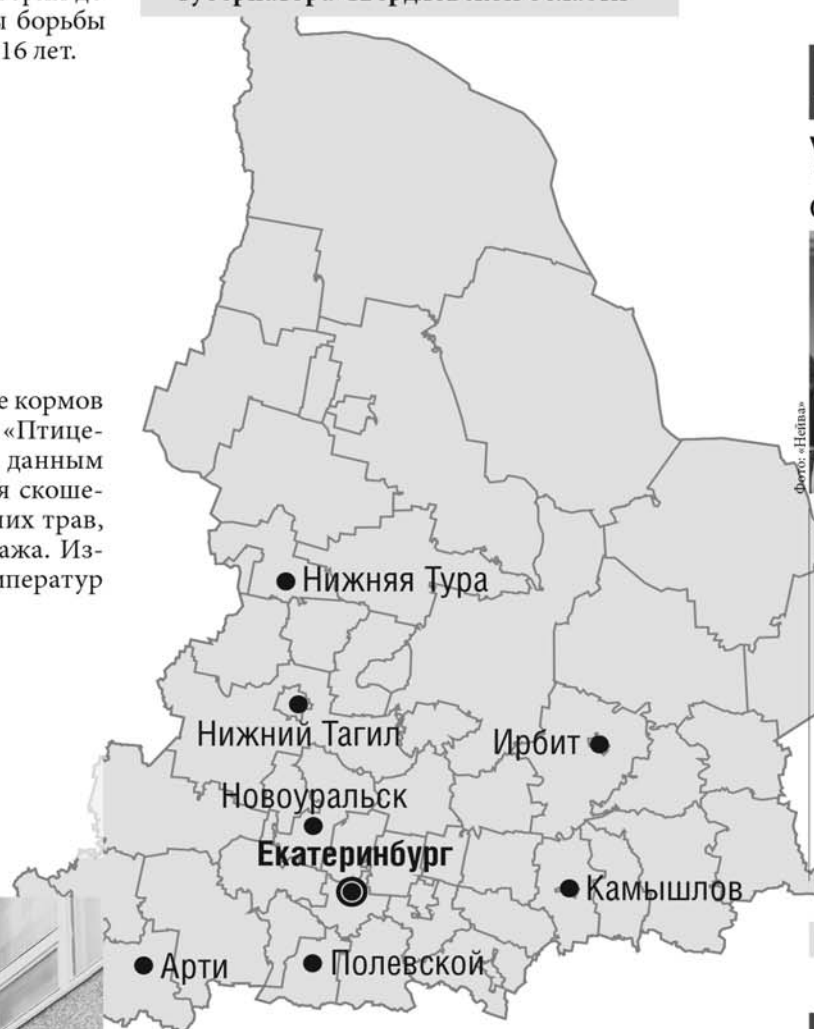 ы борьбы
16 лет.
е кормов
«Птице-
данным
я скоше-
них трав,
ажа. Из-
ператур
Нижняя Тура
Нижний Тагил
Ирбит
Новоуральск
Екатеринбург
Камышлов
Арти
Полевской
Фото: «Нейва»